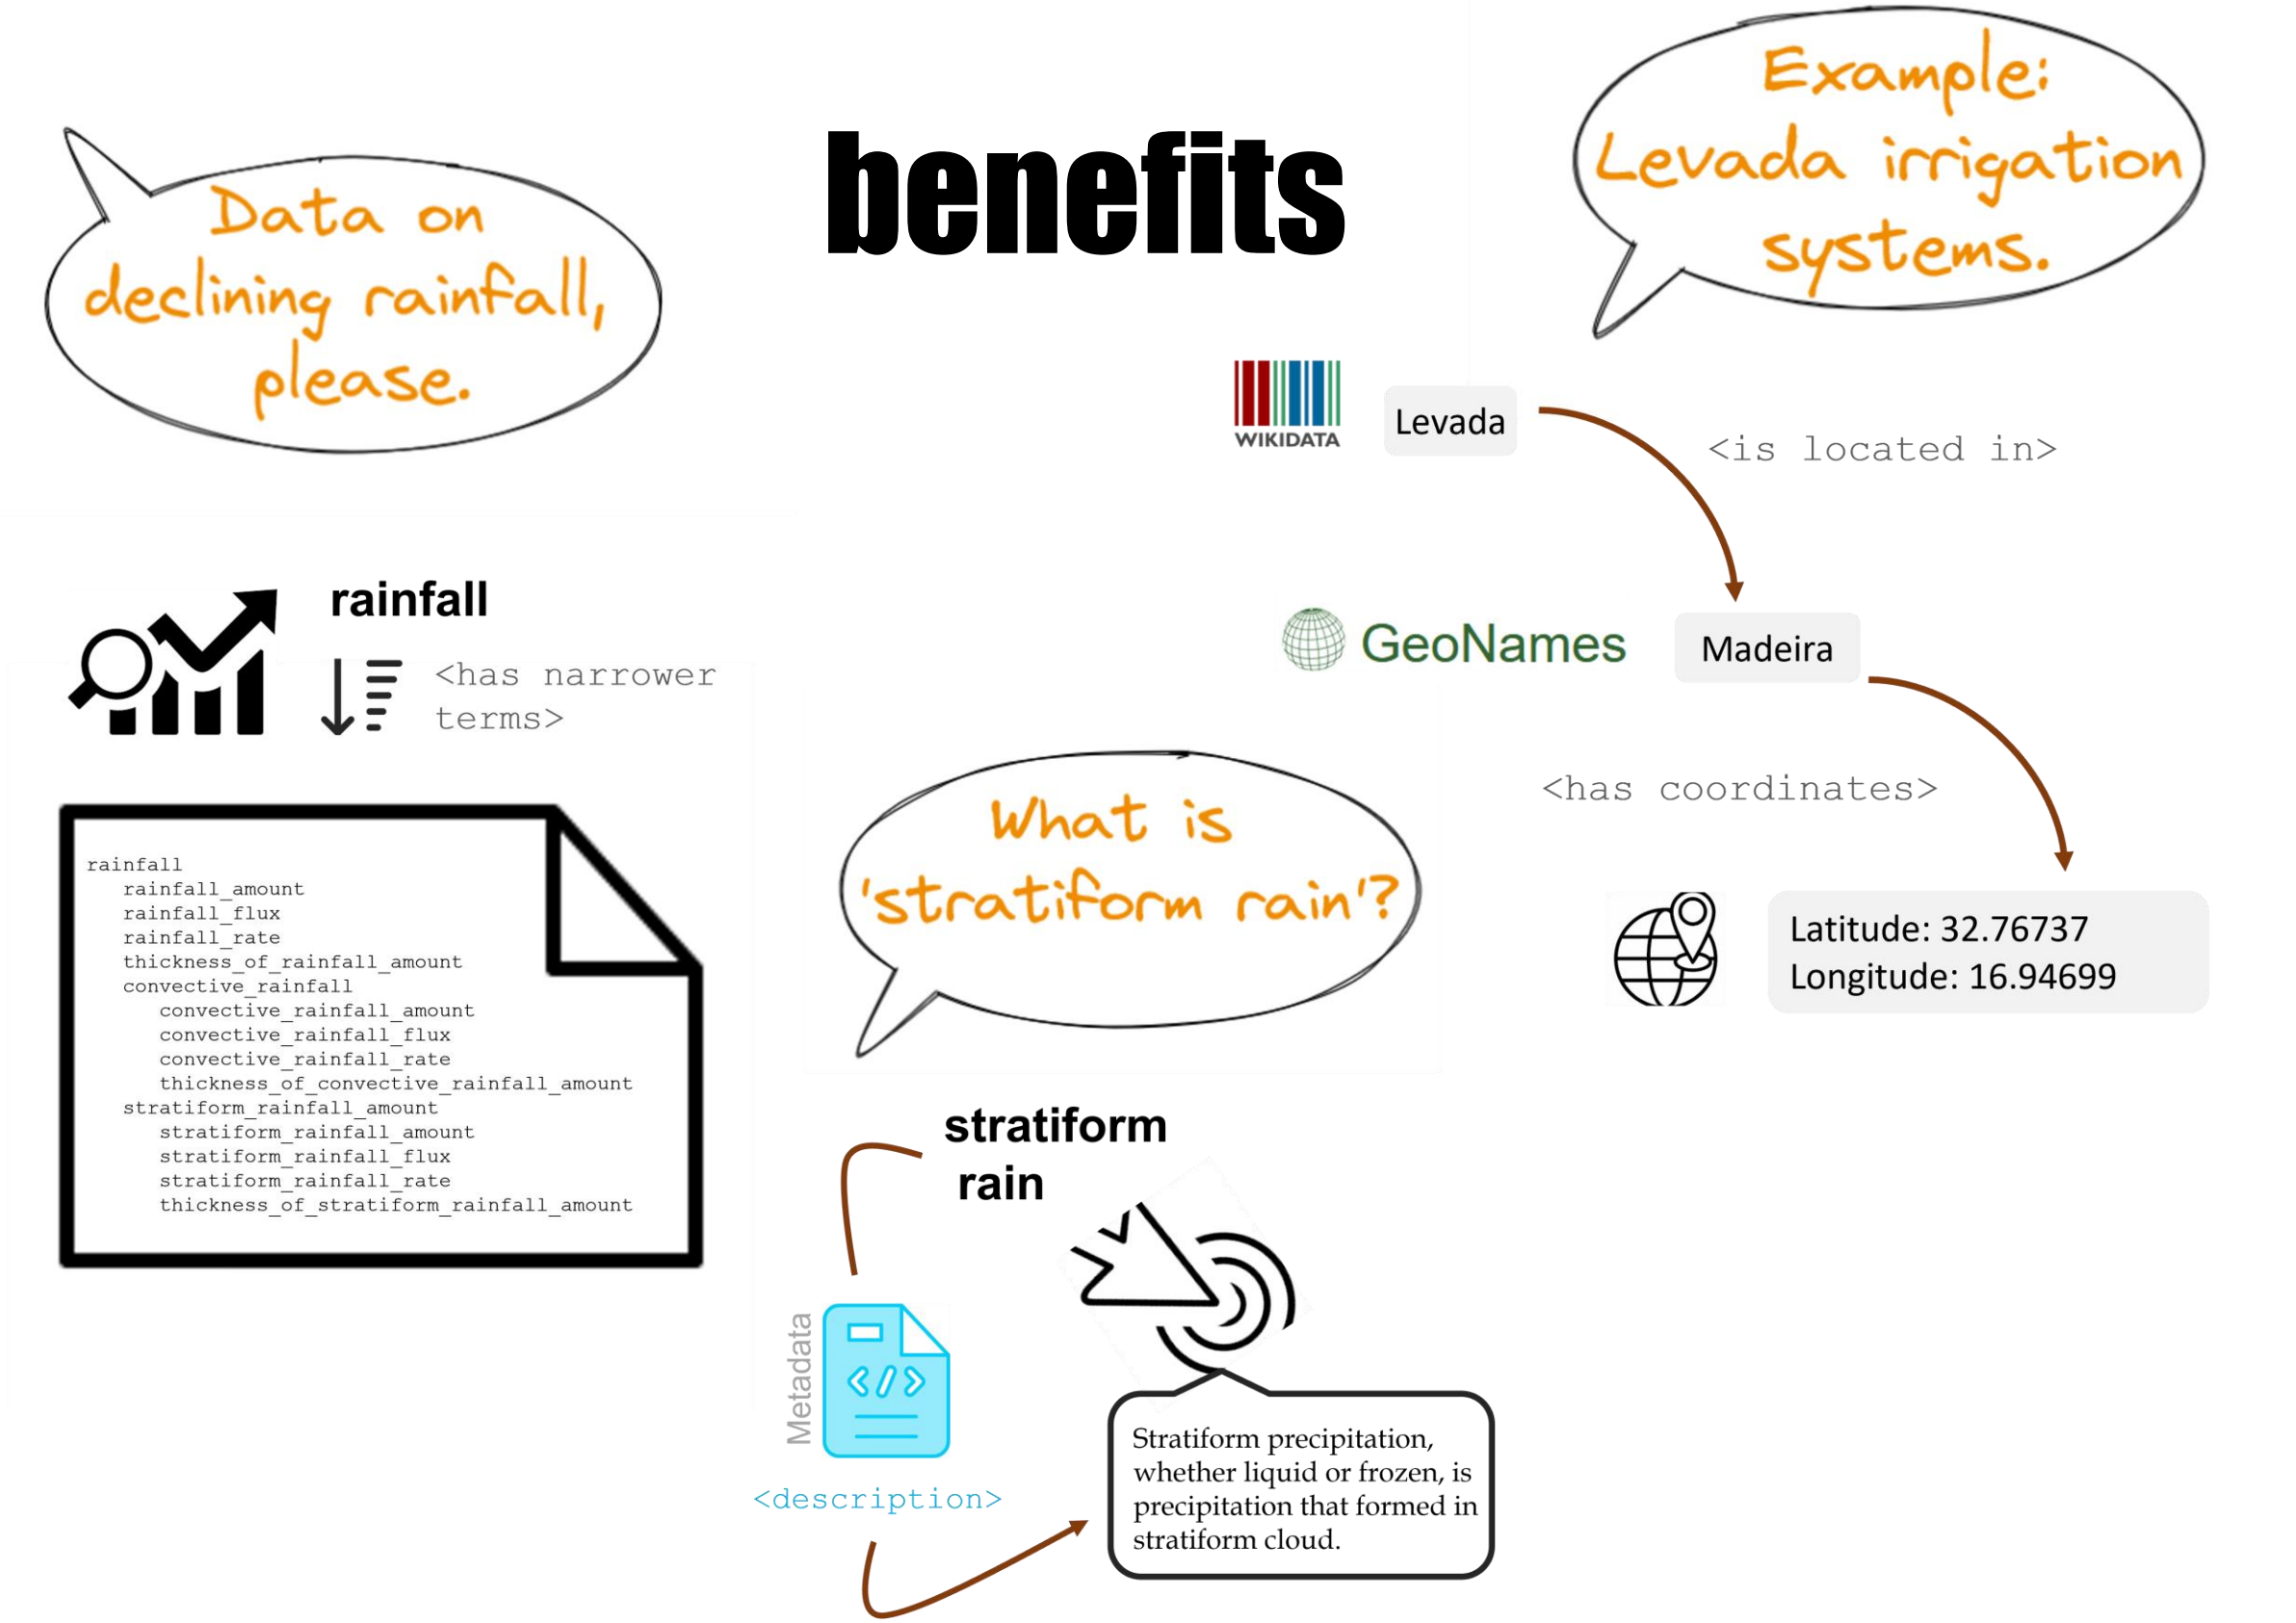 benefits
Data on
declining rainfall,
please.
Example:
Levada irrigation
systems.
WIKIDATA
Levada
<is located in>
GeoNames
Madeira
<has coordinates>
Latitude: 32.76737
Longitude: 16.94699
rainfall
<has narrower
terms>
rainfall
rainfall_amount
rainfall_flux
rainfall_rate
thickness_of_rainfall_amount
convective_rainfall
convective_rainfall_amount
convective_rainfall_flux
convective_rainfall_rate
thickness_of_convective_rainfall_amount
stratiform_rainfall_amount
stratiform_rainfall_amount
stratiform_rainfall_flux
stratiform_rainfall_rate
thickness_of_stratiform_rainfall_amount
What is
'stratiform rain'?
stratiform
rain
Metadata
</>
<description>
Stratiform precipitation,
whether liquid or frozen, is
precipitation that formed in
stratiform cloud.